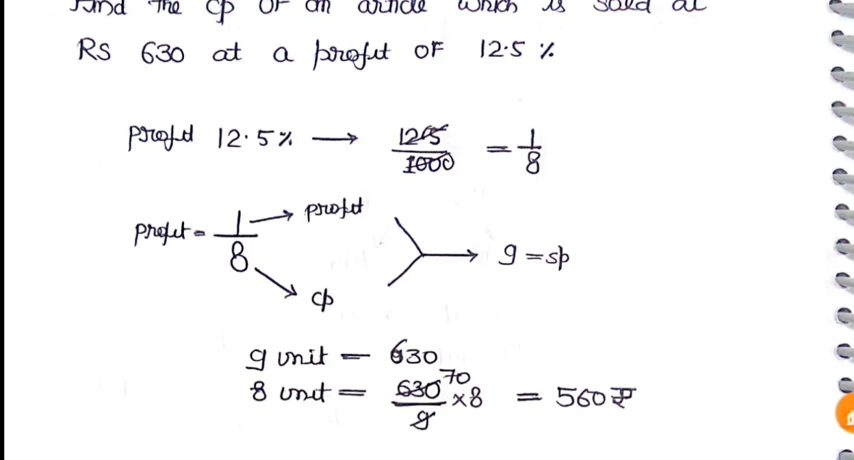 Find the cp of an article which is sold at
Rs 630 at a profit of 12.5 %
profit 12.5% → 125/1000 = 1/8
profit = 1/8 → profit
→ cp
→ 9 = sp
9 unit = 630
8 unit = 630/9 70 ×8 = 560 ₹